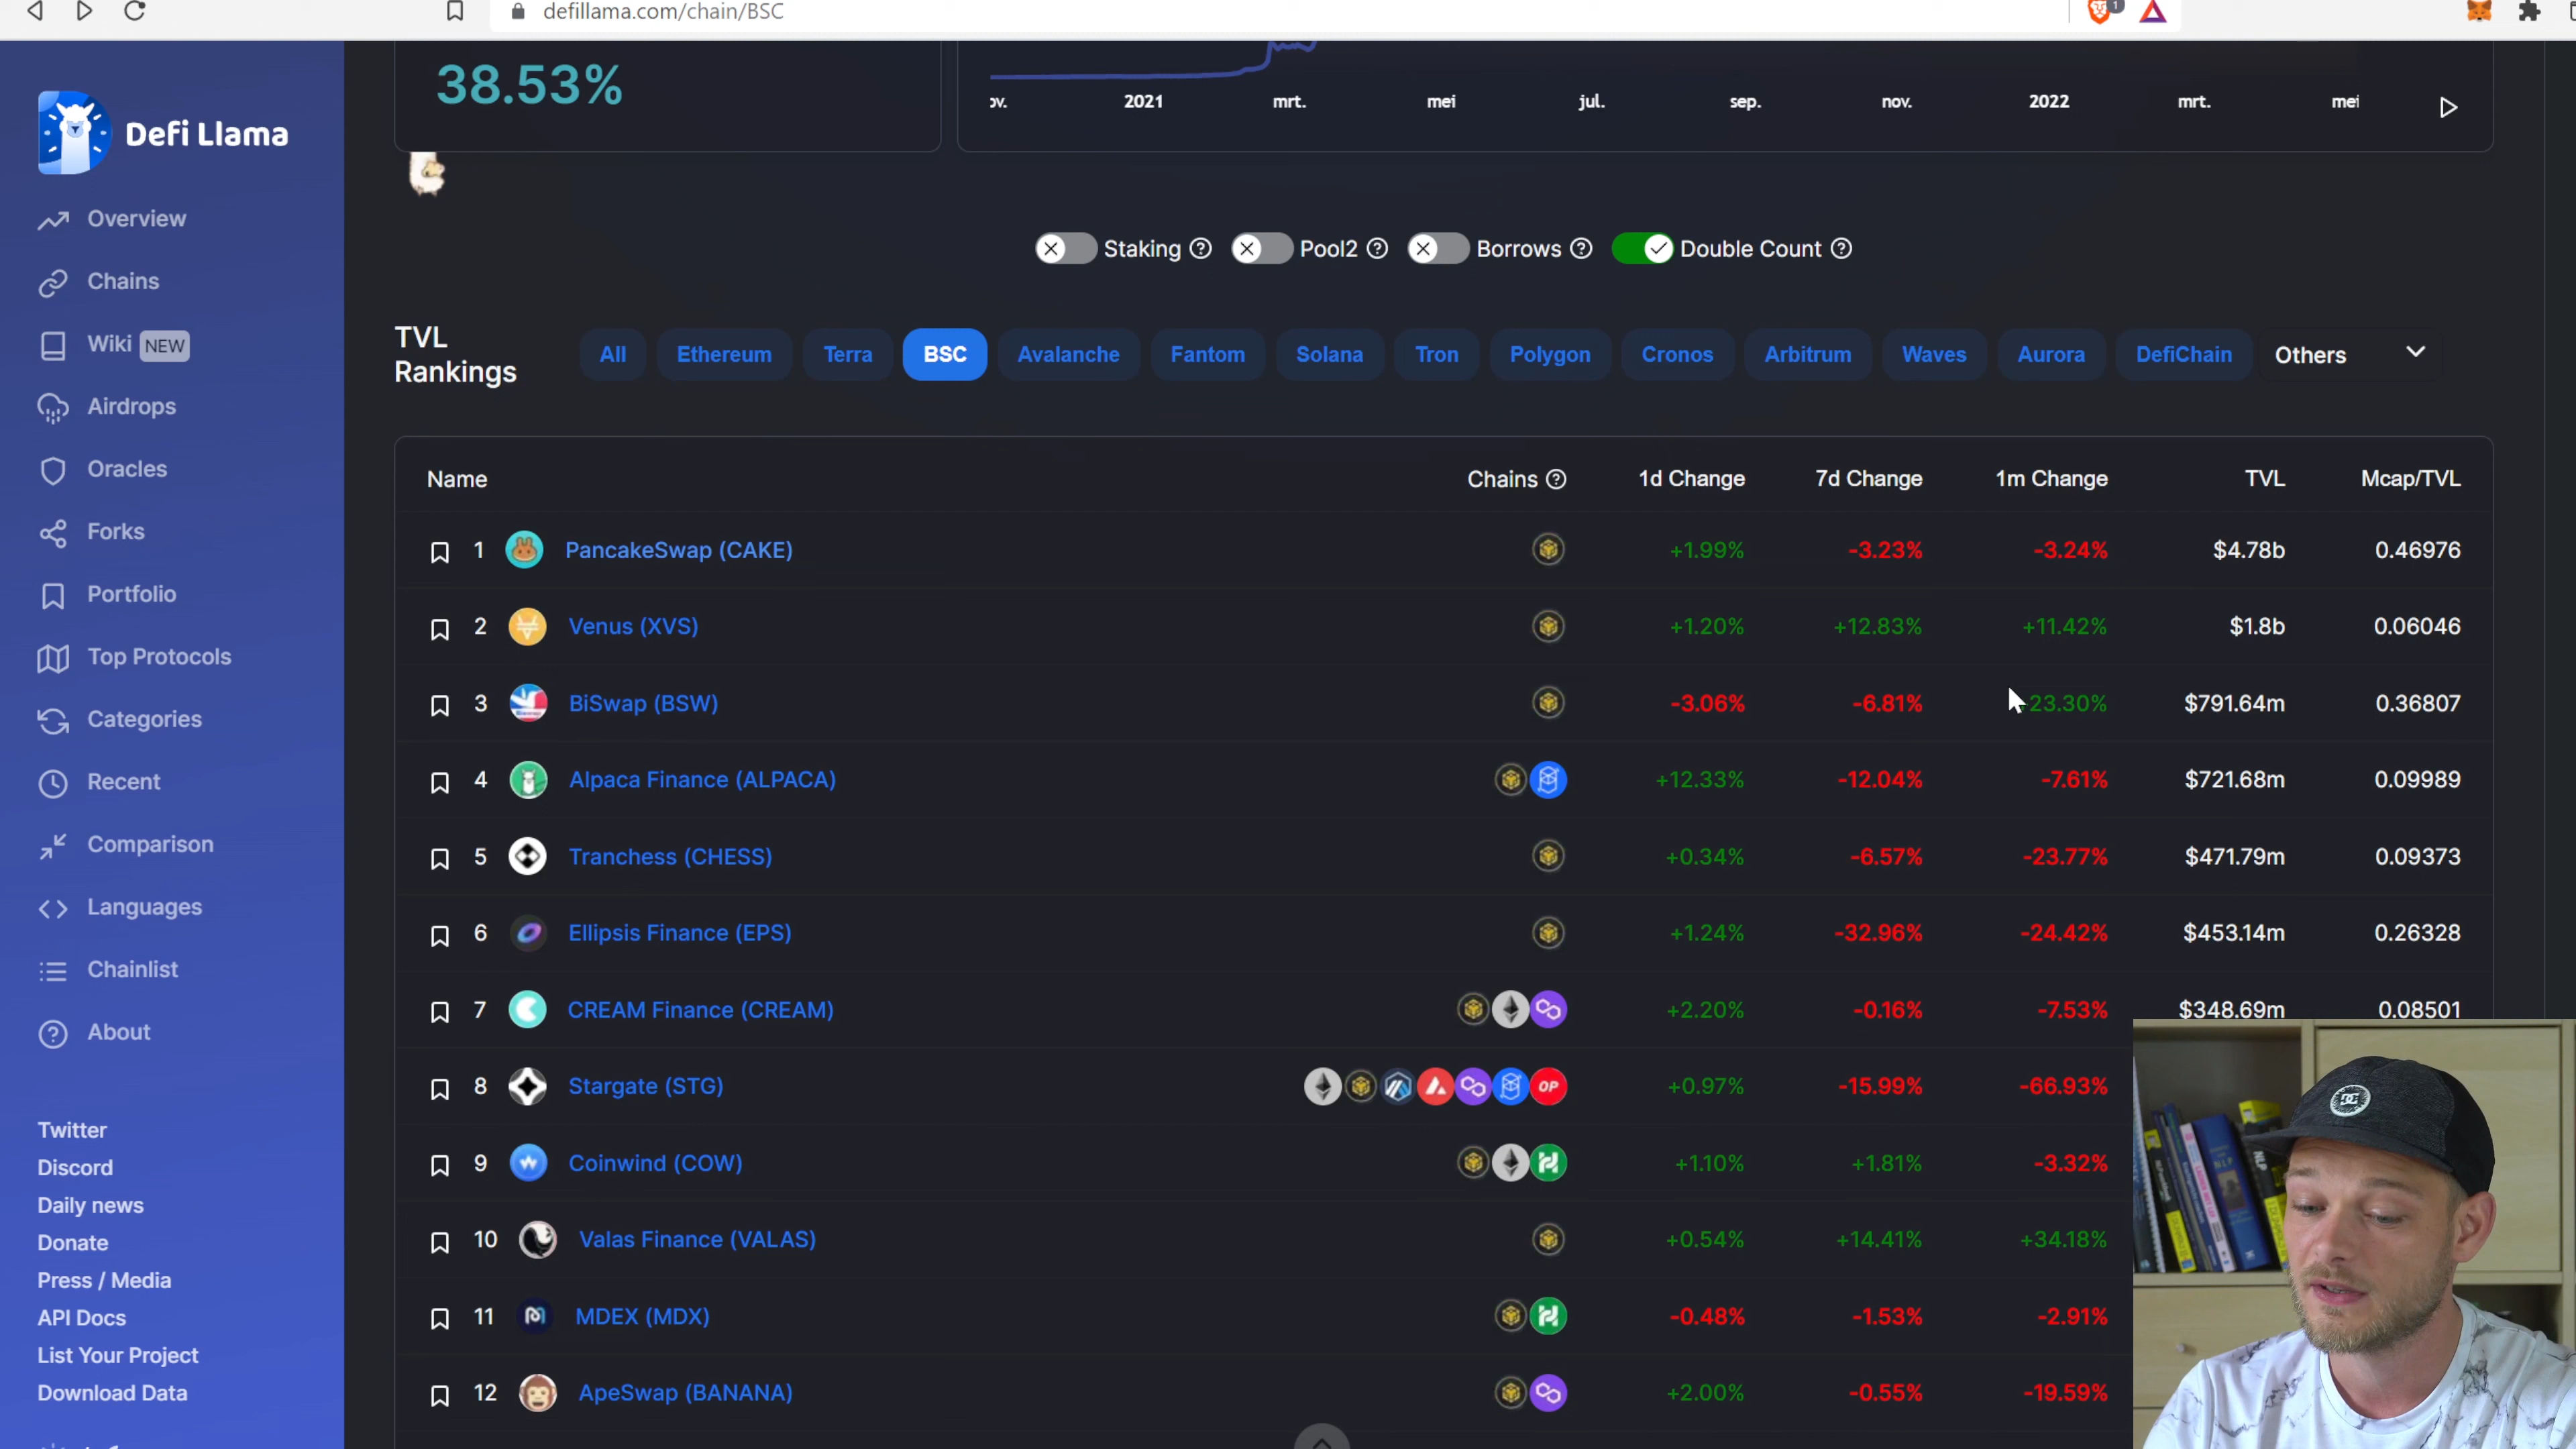 defillama.com/chain/BSC
1
Defi Llama
Overview
Chains
Wiki NEW
Airdrops
Oracles
Forks
Portfolio
Top Protocols
Categories
Recent
Comparison
Languages
Chainlist
About
Twitter
Discord
Daily news
Donate
Press / Media
API Docs
List Your Project
Download Data
38.53%
ov. 2021 mrt. mei jul. sep. nov. 2022 mrt. mei
Staking Pool2 Borrows Double Count
TVL
Rankings
All Ethereum Terra BSC Avalanche Fantom Solana Tron Polygon Cronos Arbitrum Waves Aurora DefiChain Others
Name Chains 1d Change 7d Change 1m Change TVL Mcap/TVL
1 PancakeSwap (CAKE) +1.99% -3.23% -3.24% $4.78b 0.46976
2 Venus (XVS) +1.20% +12.83% +11.42% $1.8b 0.06046
3 BiSwap (BSW) -3.06% -6.81% 23.30% $791.64m 0.36807
4 Alpaca Finance (ALPACA) +12.33% -12.04% -7.61% $721.68m 0.09989
5 Tranchess (CHESS) +0.34% -6.57% -23.77% $471.79m 0.09373
6 Ellipsis Finance (EPS) +1.24% -32.96% -24.42% $453.14m 0.26328
7 CREAM Finance (CREAM) +2.20% -0.16% -7.53% $348.69m 0.08501
8 Stargate (STG) OP +0.97% -15.99% -66.93%
9 Coinwind (COW) +1.10% +1.81% -3.32%
10 Valas Finance (VALAS) +0.54% +14.41% +34.18%
11 MDEX (MDX) -0.48% -1.53% -2.91%
12 ApeSwap (BANANA) +2.00% -0.55% -19.59%
NLP